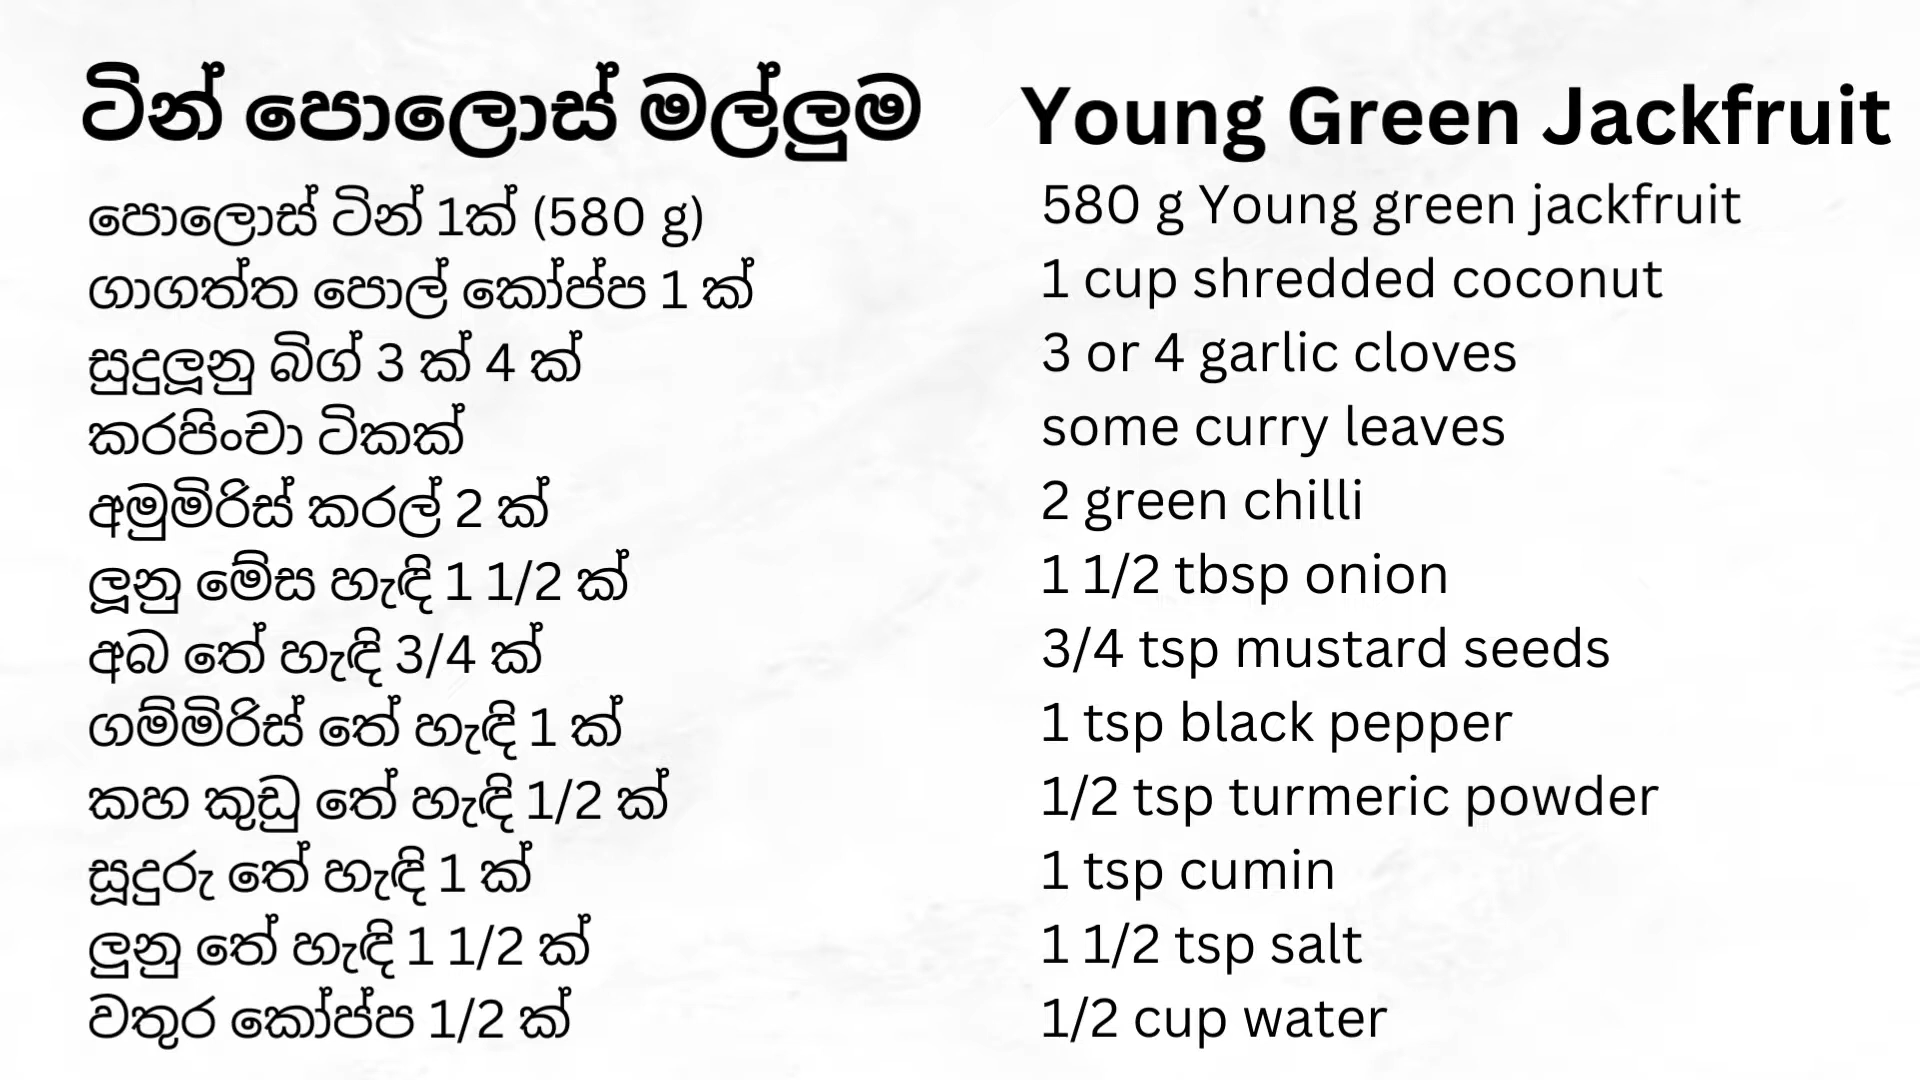 ටින් පොලොස් මල්ලුම
පොලොස් ටින් 1ක් (580 g)
ගාගත්ත පොල් කෝප්ප 1 ක්
සුදුලූනු බිග් 3 ක් 4 ක්
කරපිංචා ටිකක්
අමුමිරිස් කරල් 2 ක්
ලූනු මේස හැඳි 1 1/2 ක්
අබ තේ හැඳි 3/4 ක්
ගම්මිරිස් තේ හැඳි 1 ක්
කහ කුඩු තේ හැඳි 1/2 ක්
සූදුරු තේ හැඳි 1 ක්
ලුනු තේ හැඳි 1 1/2 ක්
වතුර කෝප්ප 1/2 ක්
Young Green Jackfruit
580 g Young green jackfruit
1 cup shredded coconut
3 or 4 garlic cloves
some curry leaves
2 green chilli
1 1/2 tbsp onion
3/4 tsp mustard seeds
1 tsp black pepper
1/2 tsp turmeric powder
1 tsp cumin
1 1/2 tsp salt
1/2 cup water